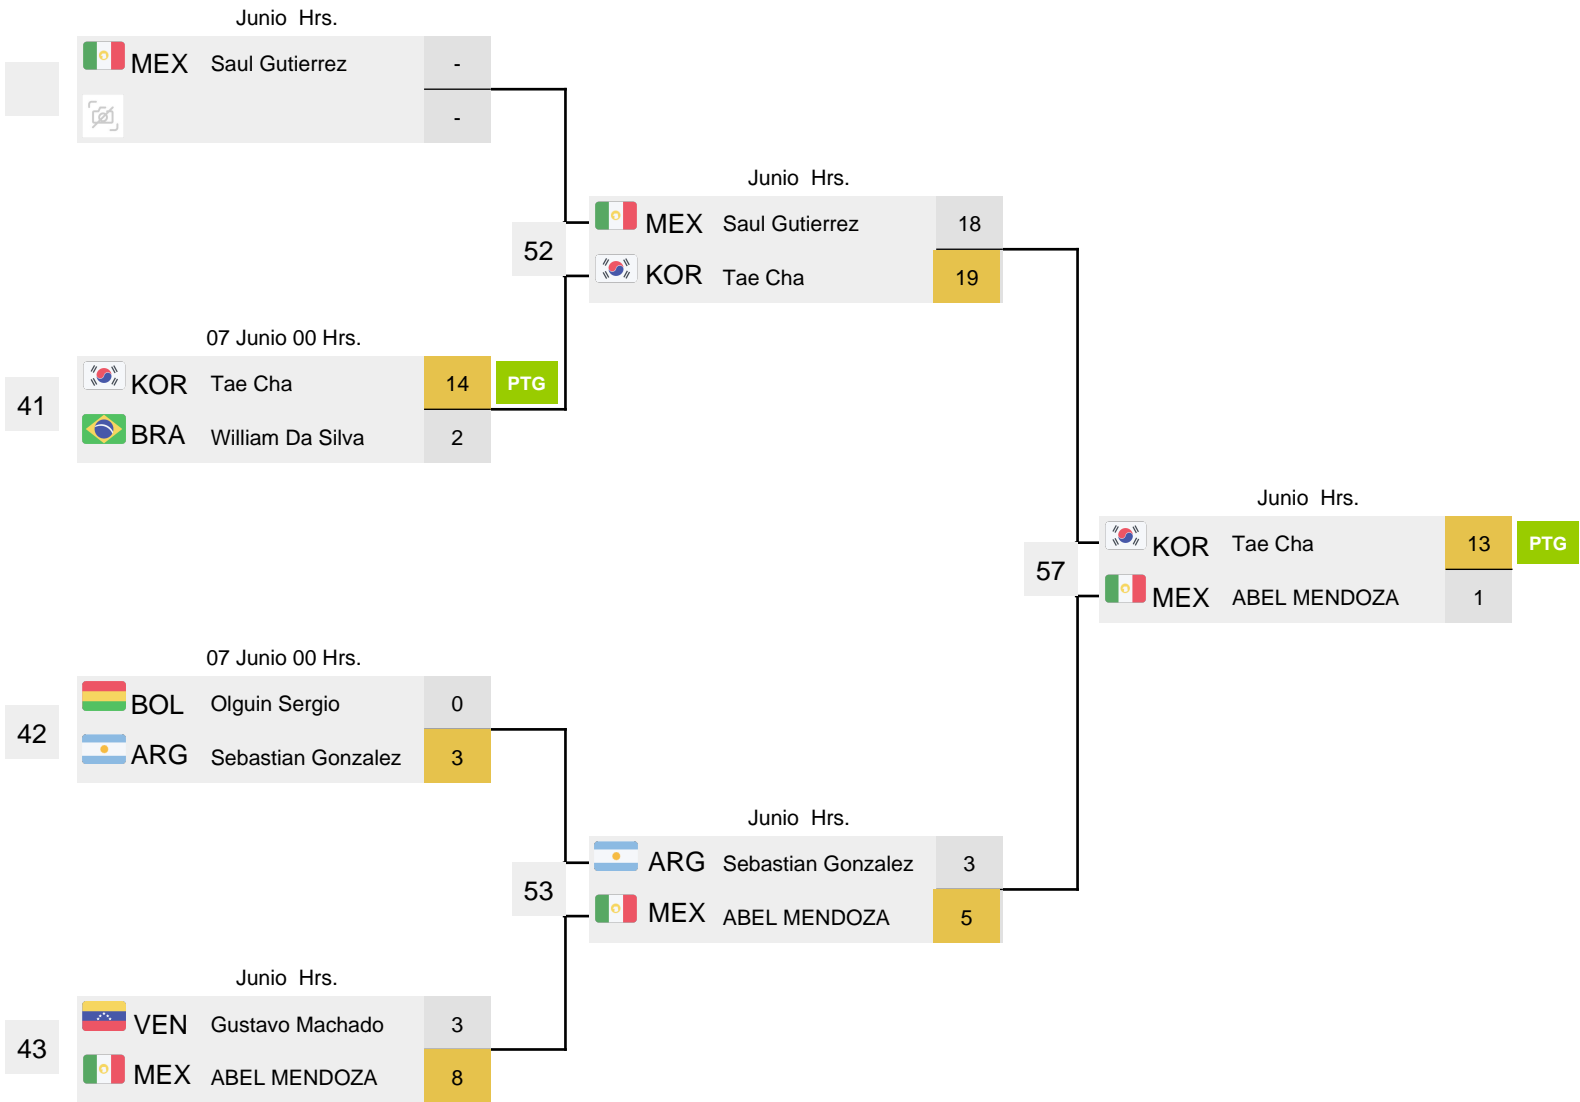 Junio Hrs.
MEX Saul Gutierrez -
-
Junio Hrs.
52
MEX Saul Gutierrez 18
KOR Tae Cha 19
07 Junio 00 Hrs.
41
KOR Tae Cha 14 PTG
BRA William Da Silva 2
Junio Hrs.
57
KOR Tae Cha 13 PTG
MEX ABEL MENDOZA 1
07 Junio 00 Hrs.
42
BOL Olguin Sergio 0
ARG Sebastian Gonzalez 3
Junio Hrs.
53
ARG Sebastian Gonzalez 3
MEX ABEL MENDOZA 5
Junio Hrs.
43
VEN Gustavo Machado 3
MEX ABEL MENDOZA 8